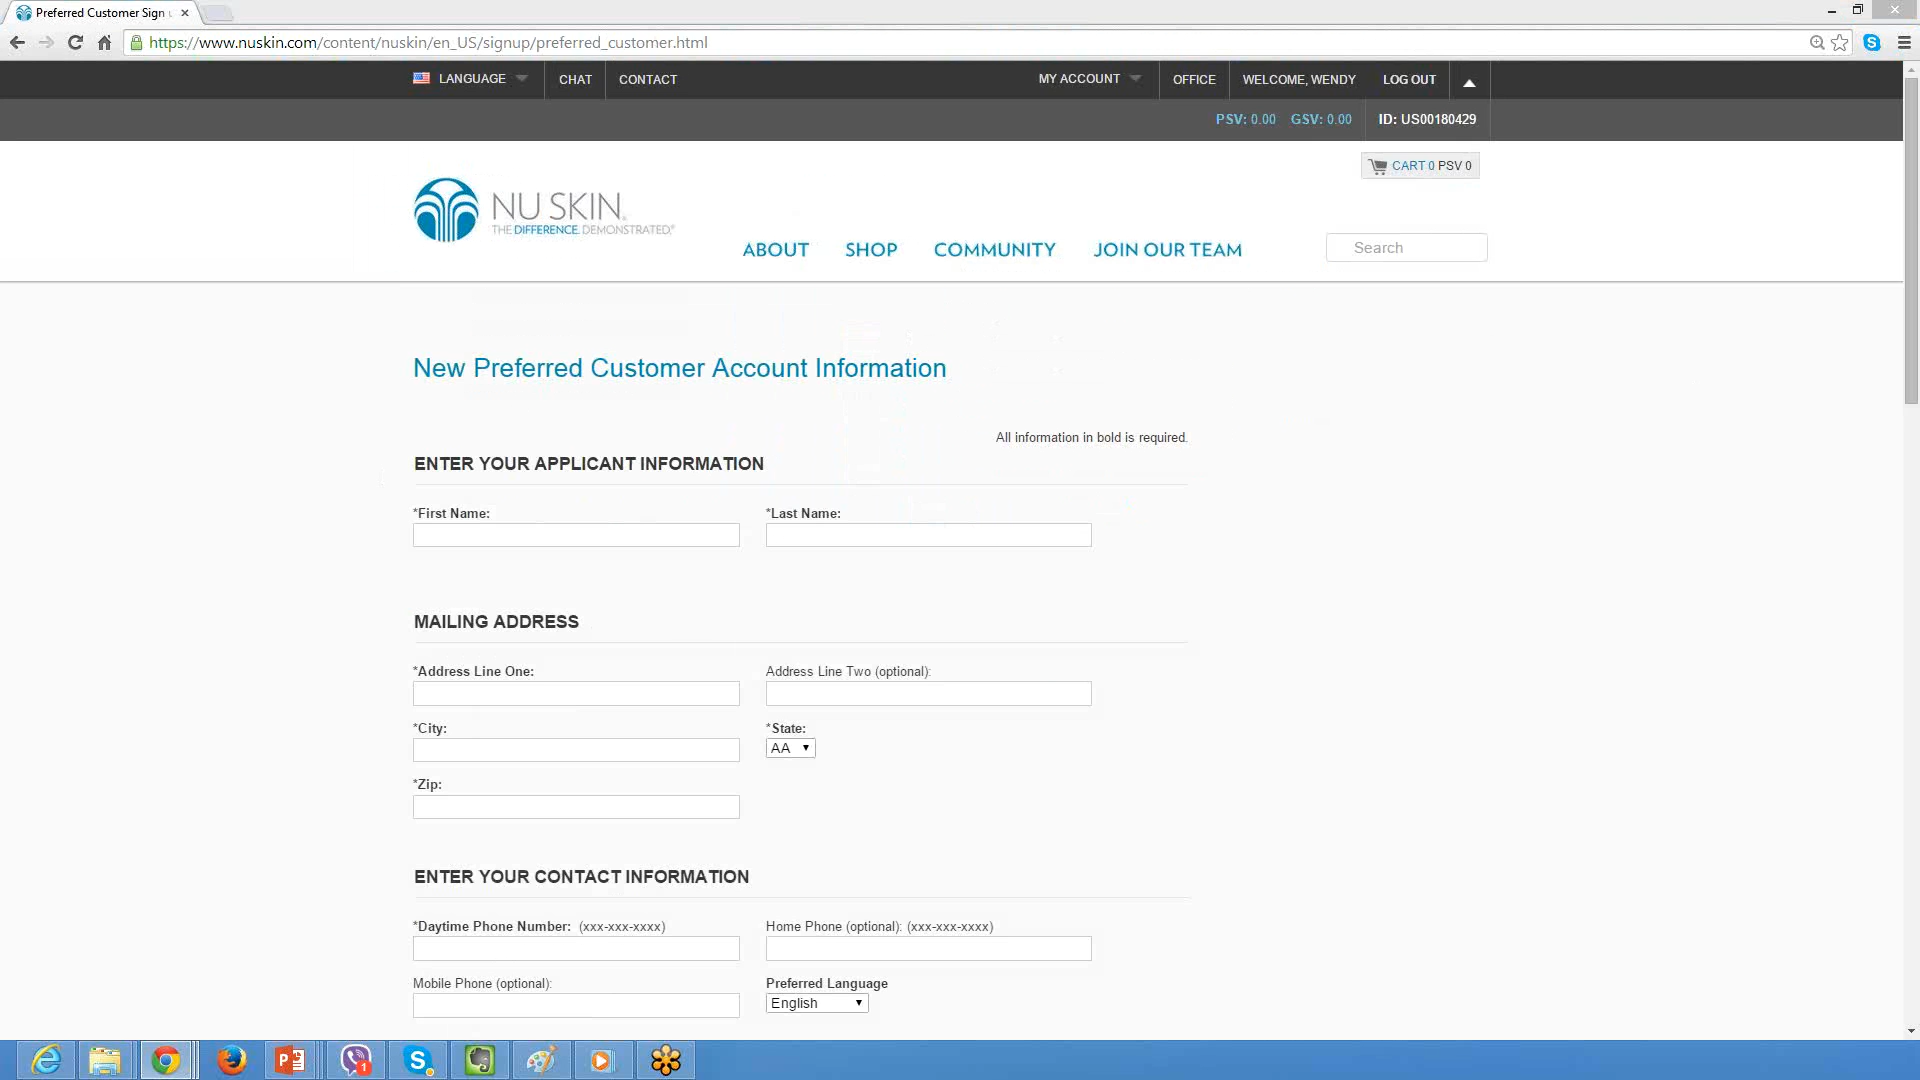 Preferred Customer Sign
https://www.nuskin.com/content/nuskin/en_US/signup/preferred_customer.html
LANGUAGE CHAT CONTACT MY ACCOUNT OFFICE WELCOME, WENDY LOG OUT
PSV: 0.00 GSV: 0.00 ID: US00180429
CART 0 PSV 0
NU SKIN.
THE DIFFERENCE. DEMONSTRATED.®
ABOUT SHOP COMMUNITY JOIN OUR TEAM Search
New Preferred Customer Account Information
All information in bold is required.
ENTER YOUR APPLICANT INFORMATION
*First Name: *Last Name:
MAILING ADDRESS
*Address Line One: Address Line Two (optional):
*City: *State:
AA
*Zip:
ENTER YOUR CONTACT INFORMATION
*Daytime Phone Number: (xxx-xxx-xxxx) Home Phone (optional): (xxx-xxx-xxxx)
Mobile Phone (optional): Preferred Language
English